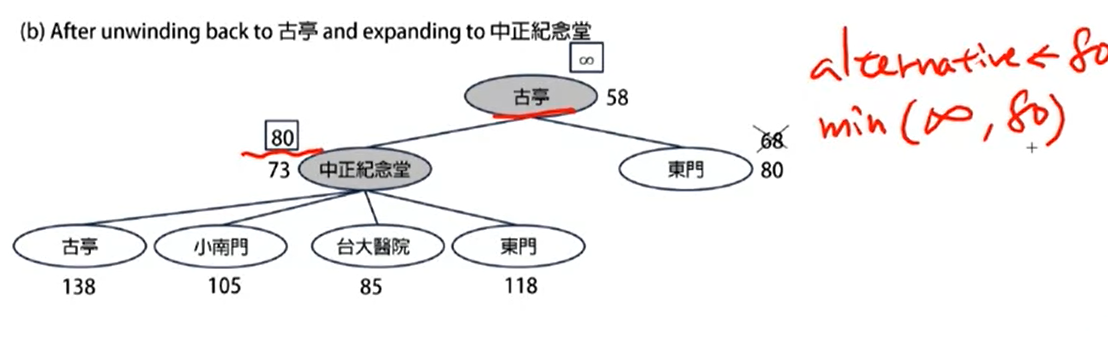 (b) After unwinding back to 古亭 and expanding to 中正紀念堂
∞
古亭 58
alternative ← 80
min (∞, 80)
80
68
73 中正紀念堂
東門 80
古亭 小南門 台大醫院 東門
138 105 85 118